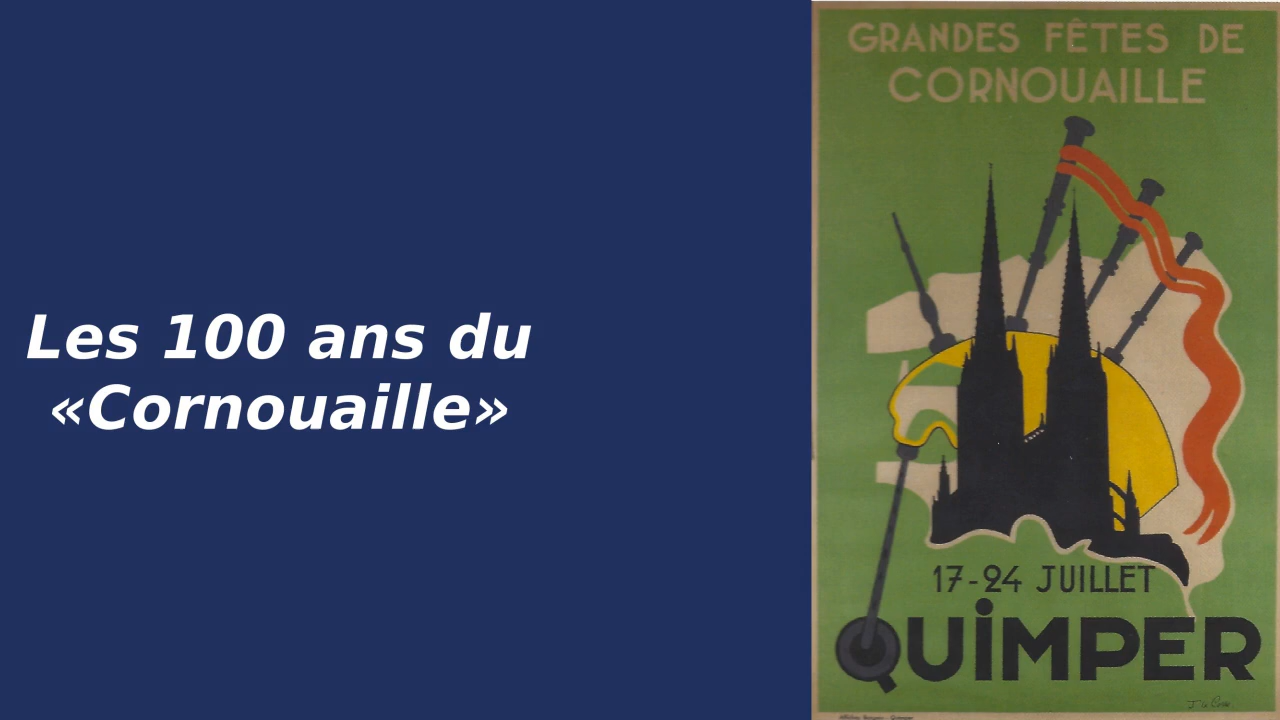 Les 100 ans du
«Cornouaille»
GRANDES FÊTES DE
CORNOUAILLE
17-24 JUILLET
QUIMPER